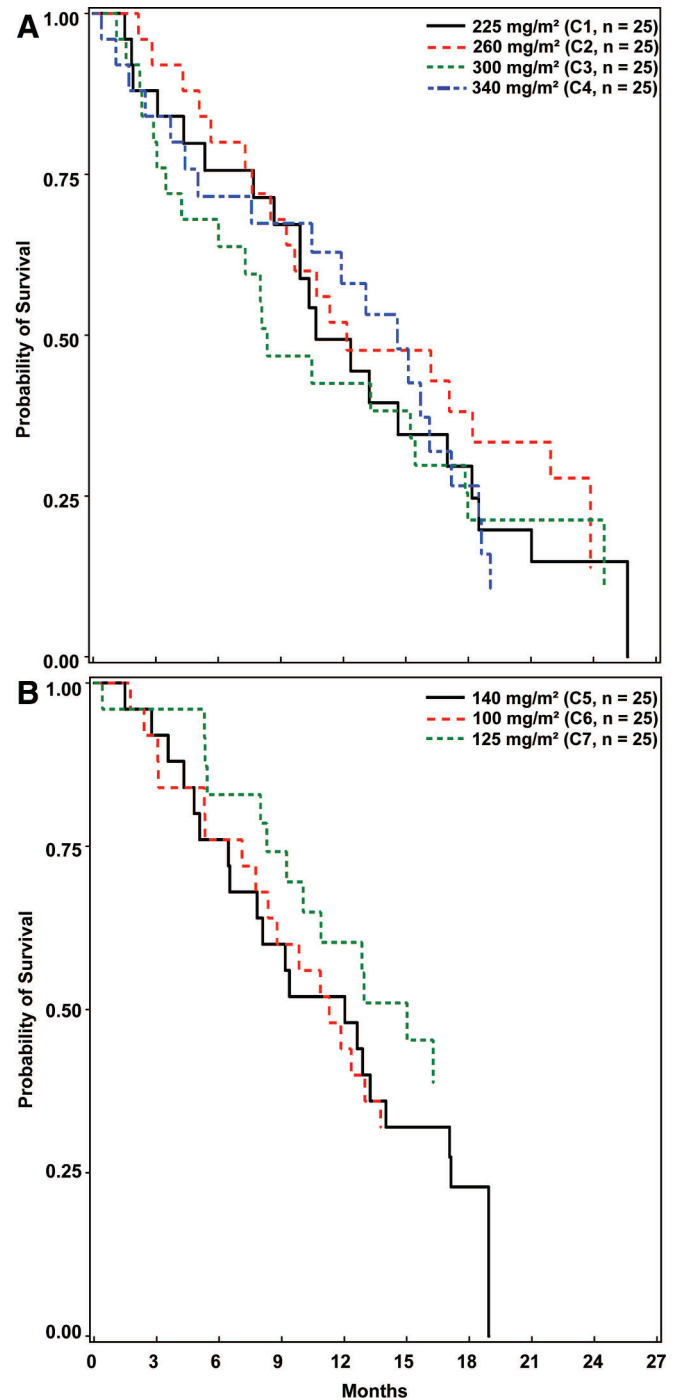 A
1.00
225 mg/m² (C1, n = 25)
260 mg/m² (C2, n = 25)
300 mg/m² (C3, n = 25)
340 mg/m² (C4, n = 25)
0.75
0.50
0.25
0.00
Probability of Survival
B
1.00
140 mg/m² (C5, n = 25)
100 mg/m² (C6, n = 25)
125 mg/m² (C7, n = 25)
0.75
0.50
0.25
0.00
Probability of Survival
0 3 6 9 12 15 18 21 24 27
Months